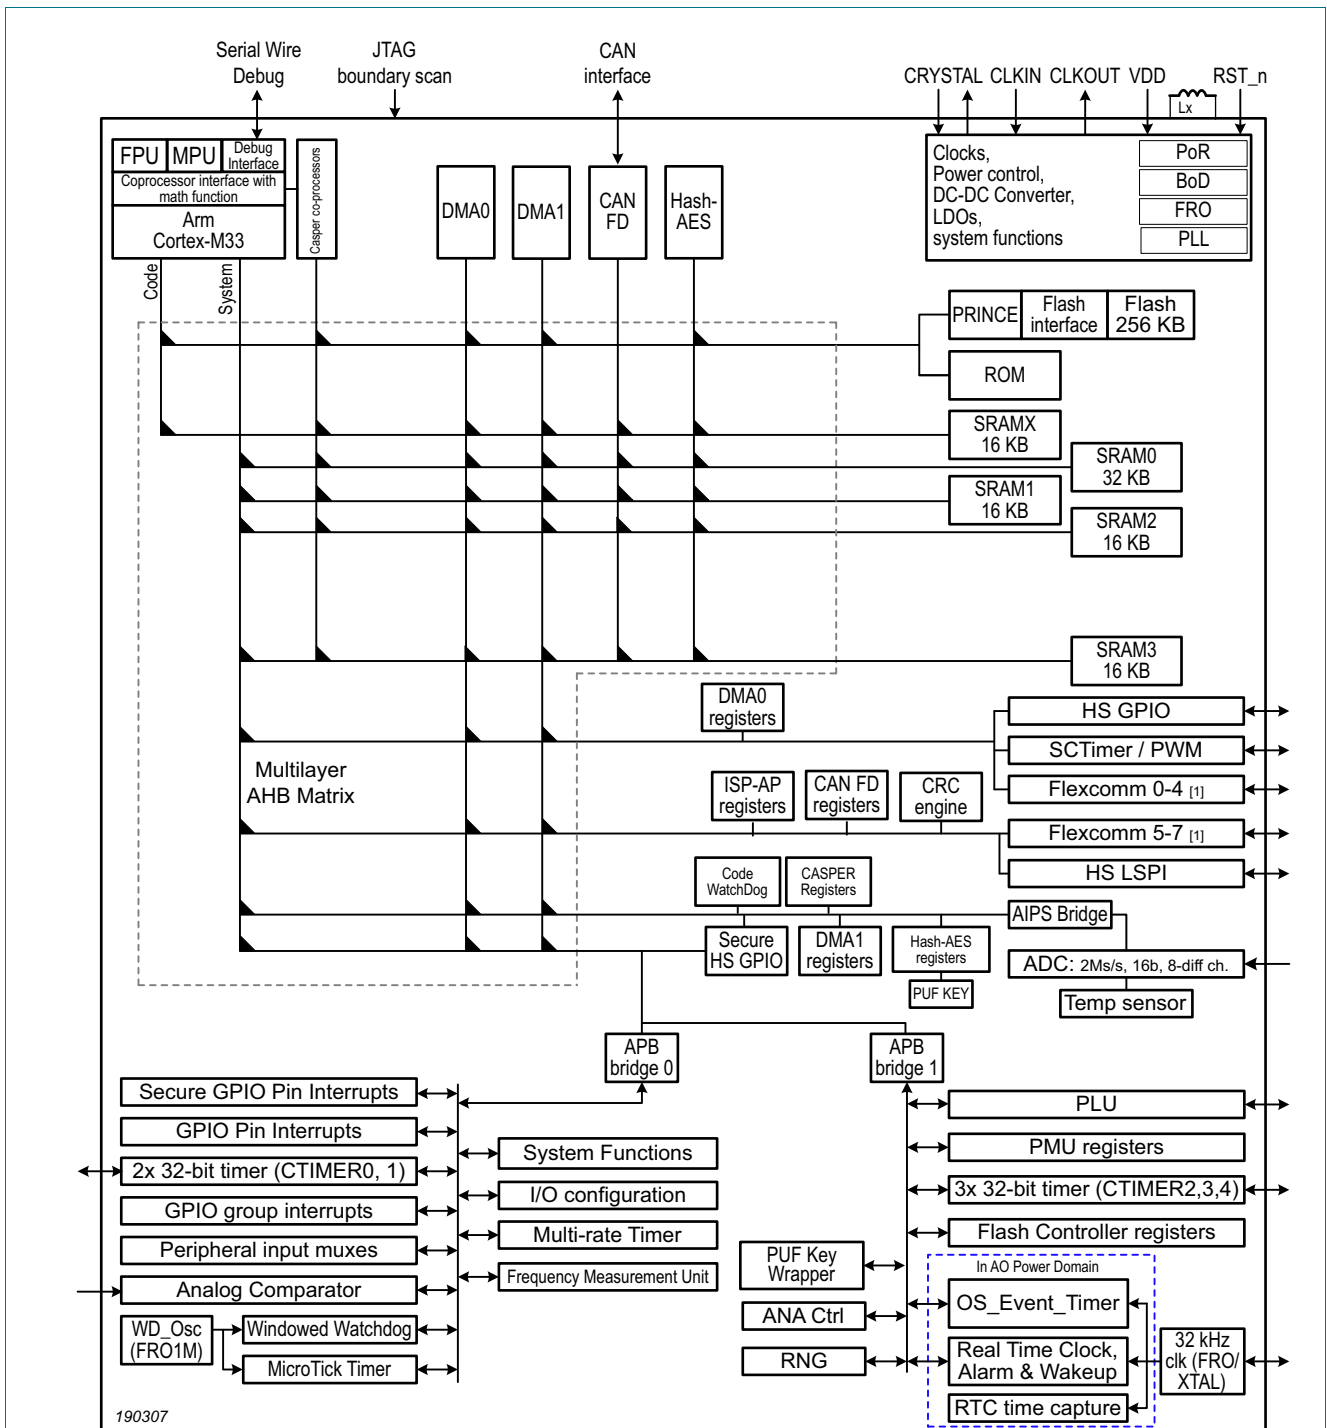 Serial Wire
Debug
JTAG
boundary scan
CAN
interface
CRYSTAL CLKIN CLKOUT VDD
Lx
RST_n
FPU
MPU
Debug
Interface
Coprocessor interface with
math function
Arm
Cortex-M33
Casper co-processors
DMA0
DMA1
CAN
FD
Hash-
AES
Clocks,
Power control,
DC-DC Converter,
LDOs,
system functions
PoR
BoD
FRO
PLL
Code
System
PRINCE
Flash
interface
Flash
256 KB
ROM
SRAMX
16 KB
SRAM0
32 KB
SRAM1
16 KB
SRAM2
16 KB
SRAM3
16 KB
DMA0
registers
HS GPIO
SCTimer / PWM
Flexcomm 0-4 [1]
Multilayer
AHB Matrix
ISP-AP
registers
CAN FD
registers
CRC
engine
Flexcomm 5-7 [1]
HS LSPI
Code
WatchDog
CASPER
Registers
AIPS Bridge
Secure
HS GPIO
DMA1
registers
Hash-AES
registers
PUF KEY
ADC: 2Ms/s, 16b, 8-diff ch.
Temp sensor
APB
bridge 0
APB
bridge 1
Secure GPIO Pin Interrupts
GPIO Pin Interrupts
2x 32-bit timer (CTIMER0, 1)
GPIO group interrupts
Peripheral input muxes
Analog Comparator
WD_Osc
(FRO1M)
Windowed Watchdog
MicroTick Timer
System Functions
I/O configuration
Multi-rate Timer
Frequency Measurement Unit
PLU
PMU registers
3x 32-bit timer (CTIMER2,3,4)
Flash Controller registers
PUF Key
Wrapper
ANA Ctrl
RNG
In AO Power Domain
OS_Event_Timer
Real Time Clock,
Alarm & Wakeup
RTC time capture
32 kHz
clk (FRO/
XTAL)
190307